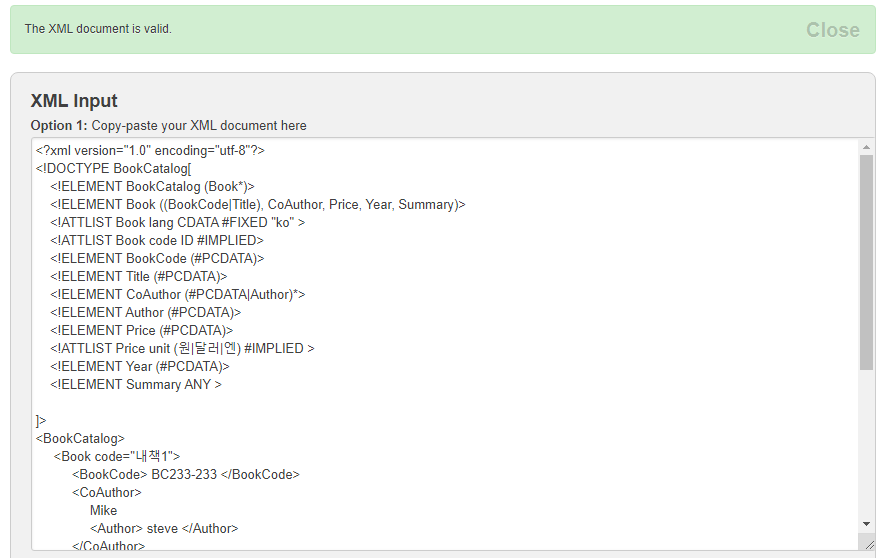 The XML document is valid.
Close
XML Input
Option 1: Copy-paste your XML document here
<?xml version="1.0" encoding="utf-8"?>
<!DOCTYPE BookCatalog[
<!ELEMENT BookCatalog (Book*)>
<!ELEMENT Book ((BookCode|Title), CoAuthor, Price, Year, Summary)>
<!ATTLIST Book lang CDATA #FIXED "ko" >
<!ATTLIST Book code ID #IMPLIED>
<!ELEMENT BookCode (#PCDATA)>
<!ELEMENT Title (#PCDATA)>
<!ELEMENT CoAuthor (#PCDATA|Author)*>
<!ELEMENT Author (#PCDATA)>
<!ELEMENT Price (#PCDATA)>
<!ATTLIST Price unit (원|달러|엔) #IMPLIED >
<!ELEMENT Year (#PCDATA)>
<!ELEMENT Summary ANY >
]>
<BookCatalog>
<Book code="내책1">
<BookCode> BC233-233 </BookCode>
<CoAuthor>
Mike
<Author> steve </Author>
</CoAuthor>